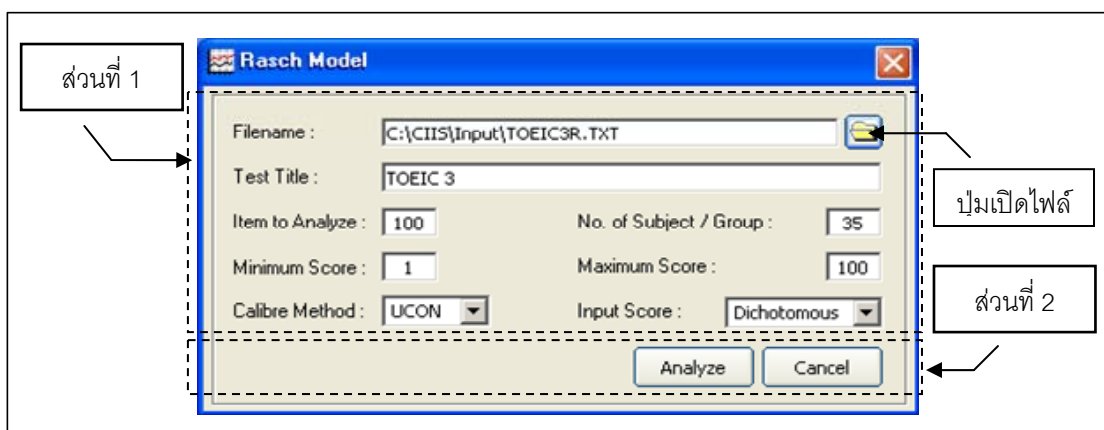 ส่วนที่ 1
Rasch Model
Filename :
C:\CIIS\Input\TOEIC3R.TXT
Test Title :
TOEIC 3
ปุ่มเปิดไฟล์
Item to Analyze :
100
No. of Subject / Group :
35
Minimum Score :
1
Maximum Score :
100
Calibre Method :
UCON
Input Score :
Dichotomous
ส่วนที่ 2
Analyze
Cancel